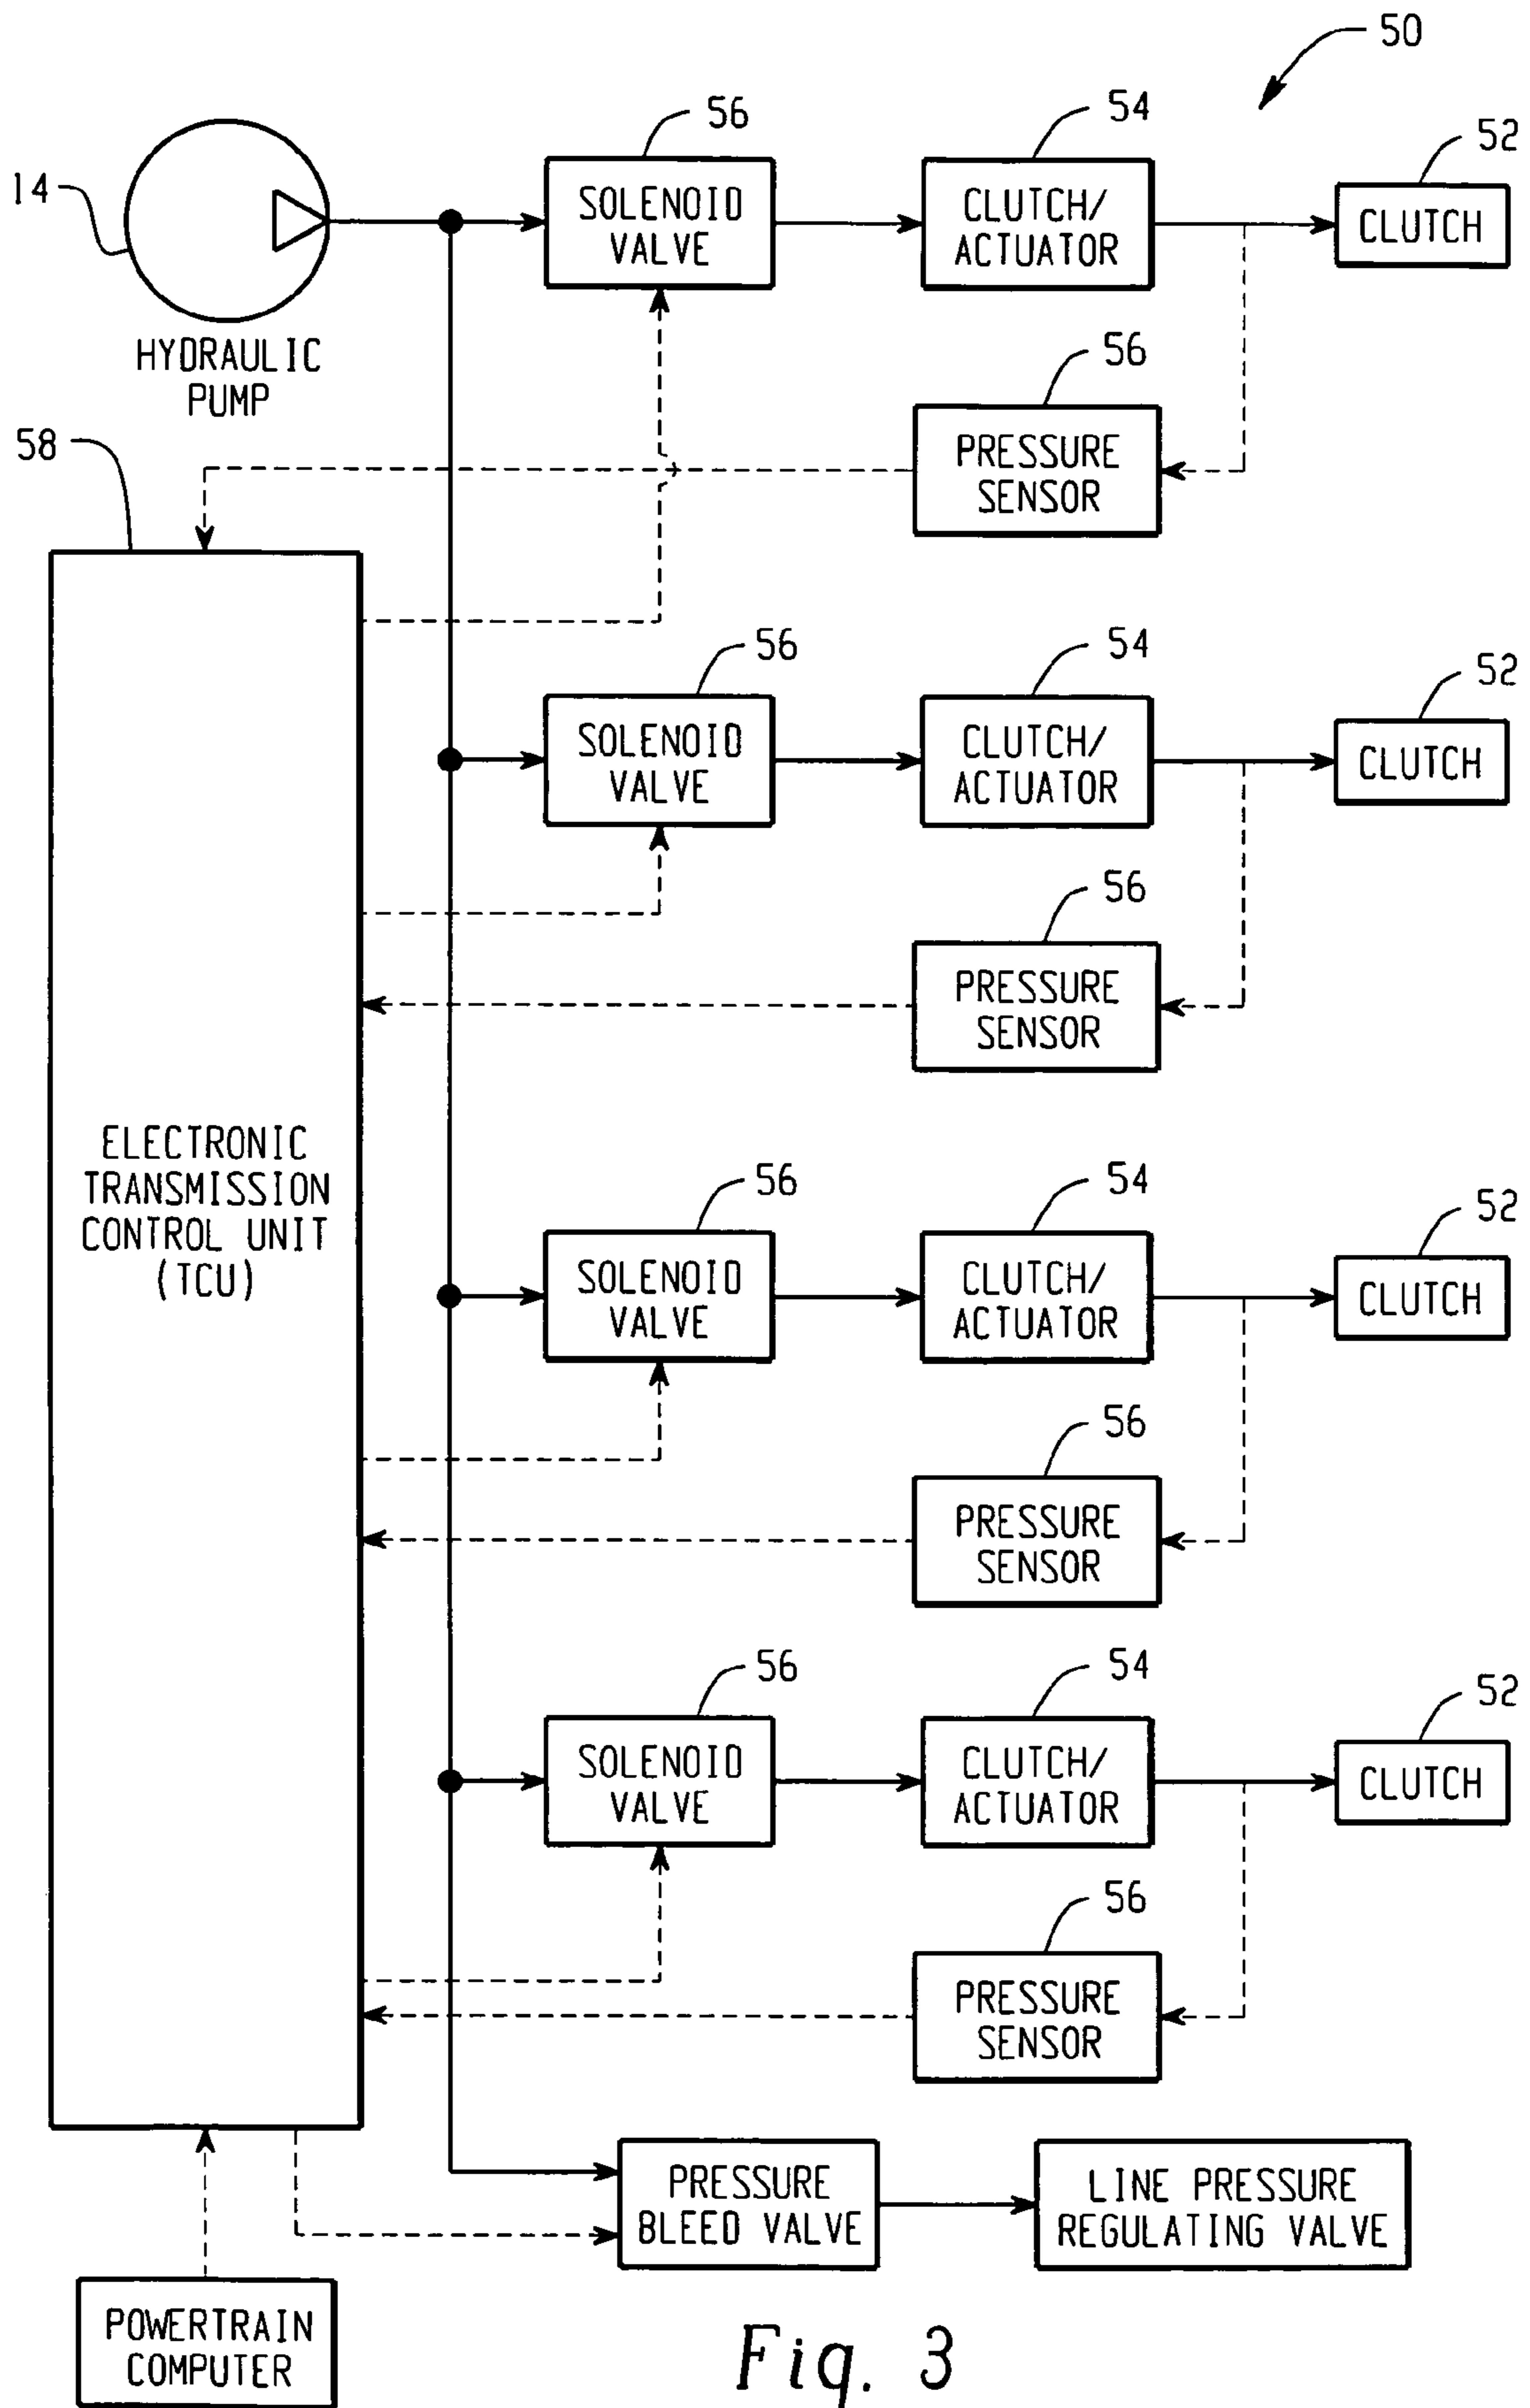 50
56
54
52
14
SOLENOID
VALVE
CLUTCH/
ACTUATOR
CLUTCH
HYDRAULIC
PUMP
56
PRESSURE
SENSOR
58
56
54
52
SOLENOID
VALVE
CLUTCH/
ACTUATOR
CLUTCH
56
PRESSURE
SENSOR
ELECTRONIC
TRANSMISSION
CONTROL UNIT
(TCU)
56
54
52
SOLENOID
VALVE
CLUTCH/
ACTUATOR
CLUTCH
56
PRESSURE
SENSOR
56
54
52
SOLENOID
VALVE
CLUTCH/
ACTUATOR
CLUTCH
56
PRESSURE
SENSOR
PRESSURE
BLEED VALVE
LINE PRESSURE
REGULATING VALVE
POWERTRAIN
COMPUTER
Fig. 3